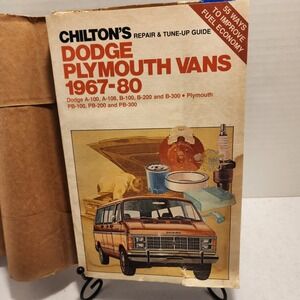 CHILTON'S
REPAIR & TUNE-UP GUIDE
DODGE
PLYMOUTH VANS
1967-80
Dodge A-100, A-108, B-100, B-200 and B-300 • Plymouth
PB-100, PB-200 and PB-300
55 WAYS
TO IMPROVE
FUEL ECONOMY